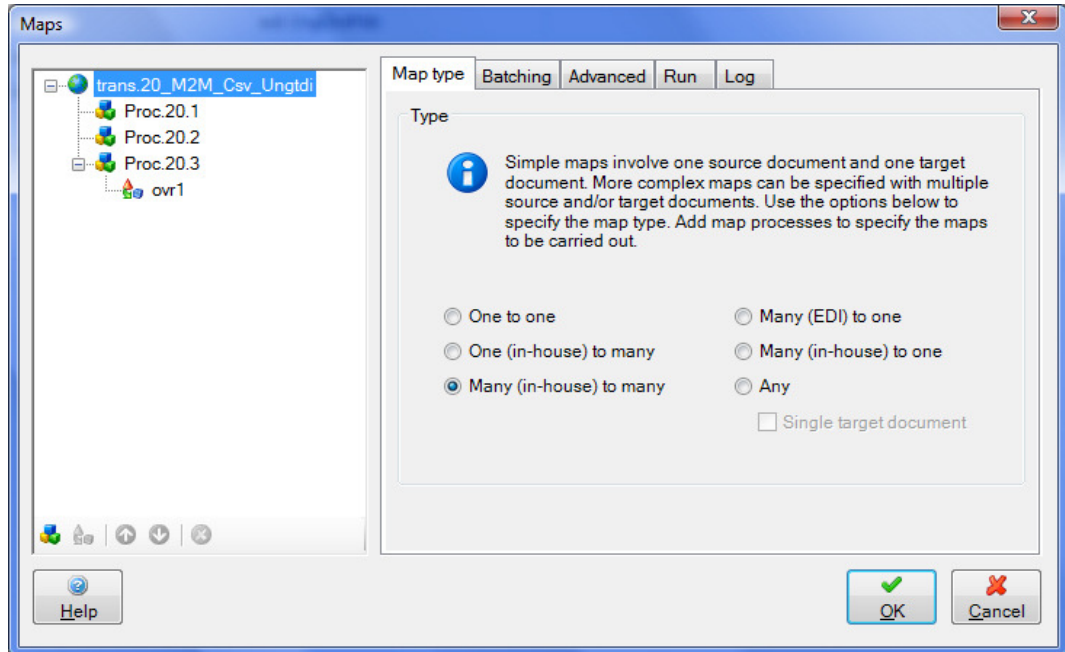 Maps
trans.20_M2M_Csv_Ungtdi
Proc.20.1
Proc.20.2
Proc.20.3
ovr1
Map type Batching Advanced Run Log
Type
Simple maps involve one source document and one target
document. More complex maps can be specified with multiple
source and/or target documents. Use the options below to
specify the map type. Add map processes to specify the maps
to be carried out.
One to one Many (EDI) to one
One (in-house) to many Many (in-house) to one
Many (in-house) to many Any
Single target document
Help OK Cancel